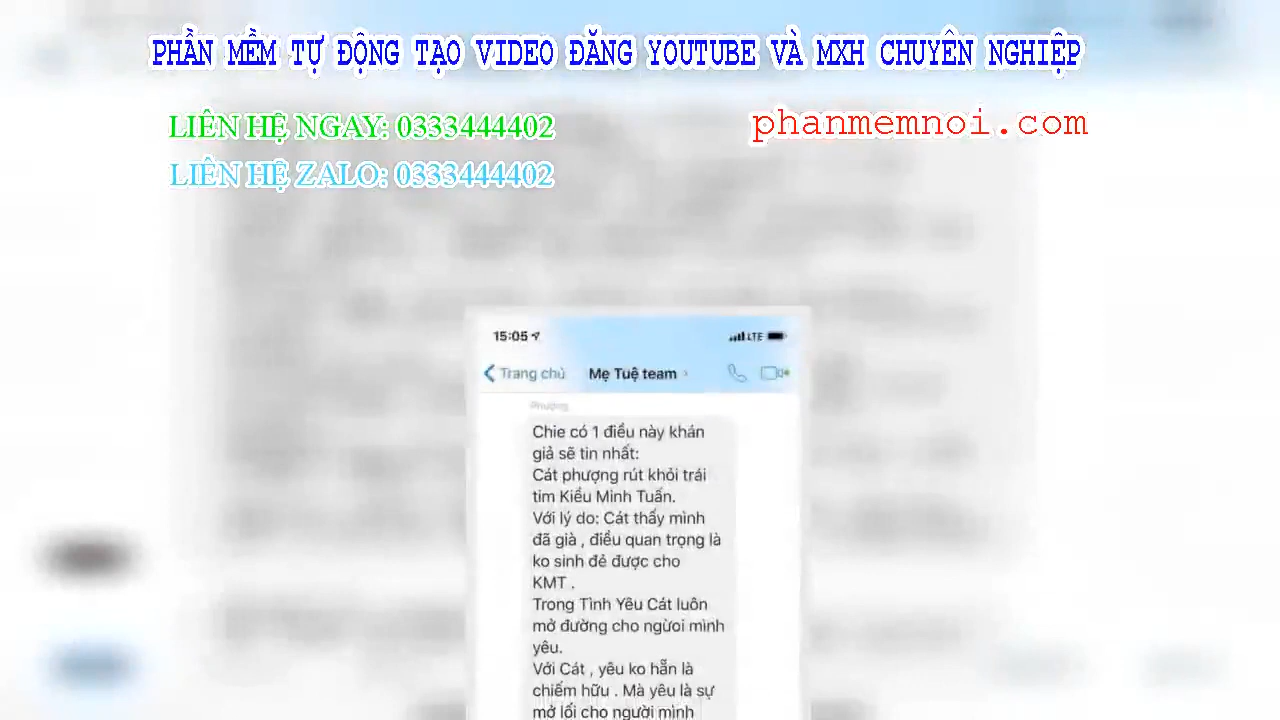 PHẦN MỀM TỰ ĐỘNG TẠO VIDEO ĐĂNG YOUTUBE VÀ MXH CHUYÊN NGHIỆP
LIÊN HỆ NGAY: 0333444402
phanmemnoi.com
LIÊN HỆ ZALO: 0333444402
15:05
LTE
Trang chủ
Mẹ Tuệ team
Phượng
Chie có 1 điều này khán
giả sẽ tin nhất:
Cát phượng rút khỏi trái
tim Kiều Minh Tuấn.
Với lý do: Cát thấy mình
đã già , điều quan trọng là
ko sinh đẻ được cho
KMT .
Trong Tình Yêu Cát luôn
mở đường cho ngừoi mình
yêu.
Với Cát , yêu ko hẵn là
chiếm hữu . Mà yêu là sự
mở lối cho người mình